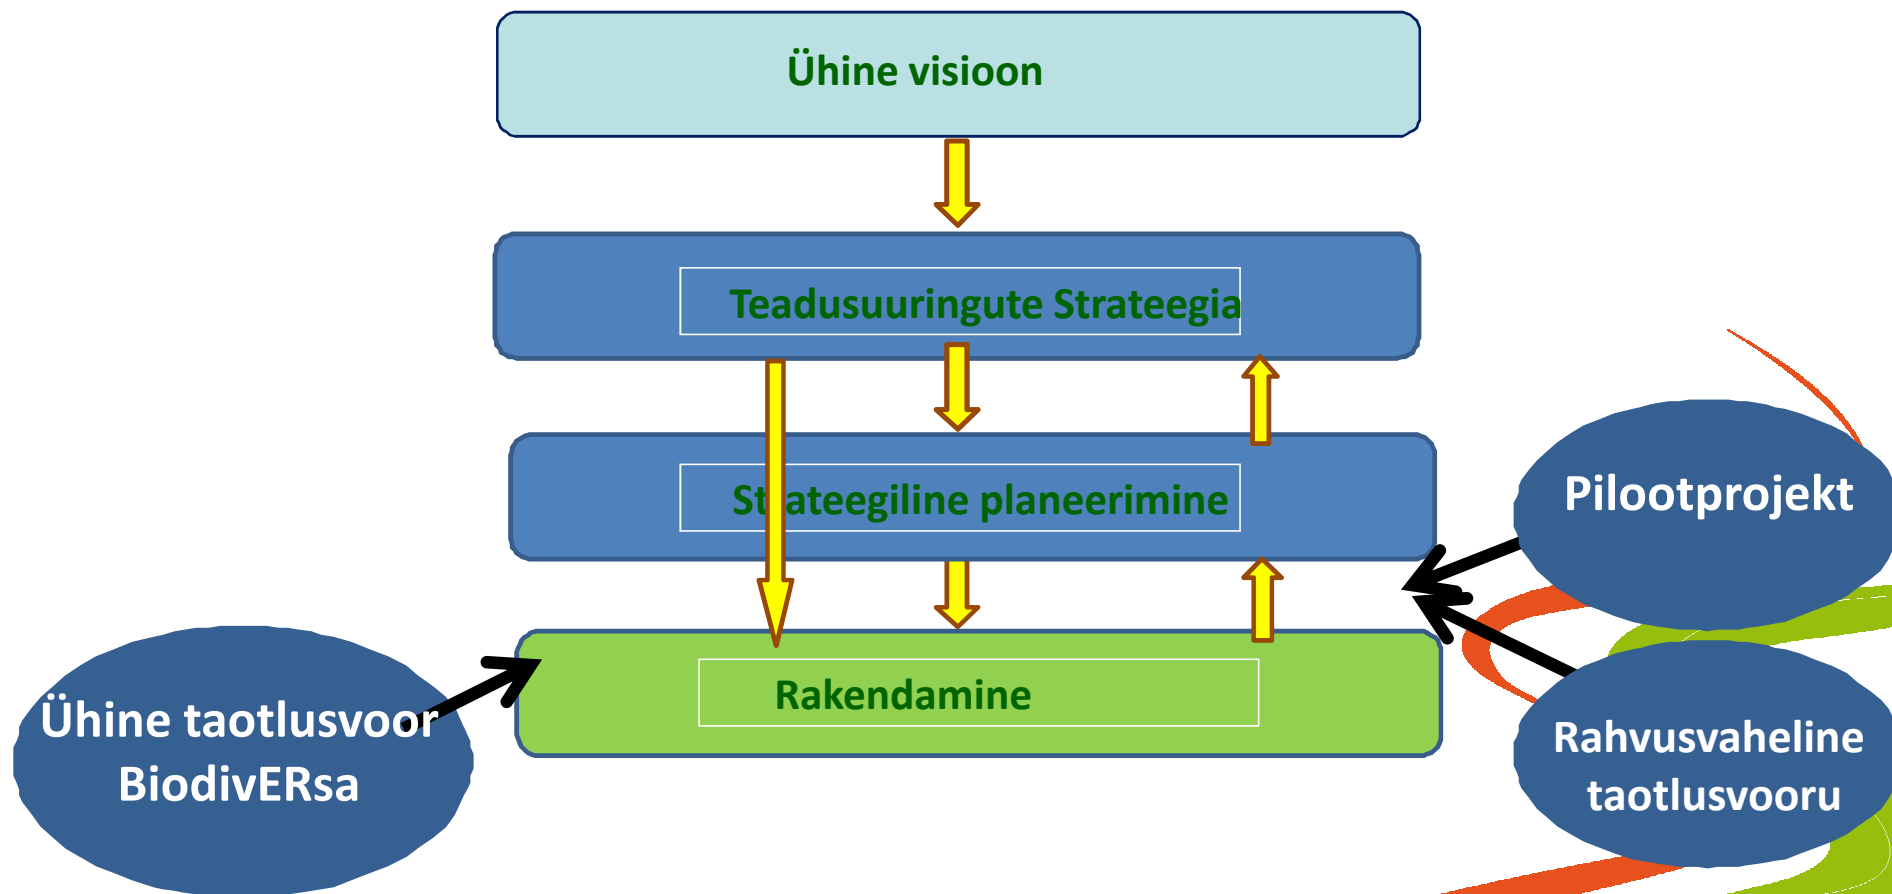 Ühine visioon
Teadusuuringute Strateegia
Strateegiline planeerimine
Pilootprojekt
Rakendamine
Ühine taotlusvoor
BiodivERsa
Rahvusvaheline
taotlusvooru